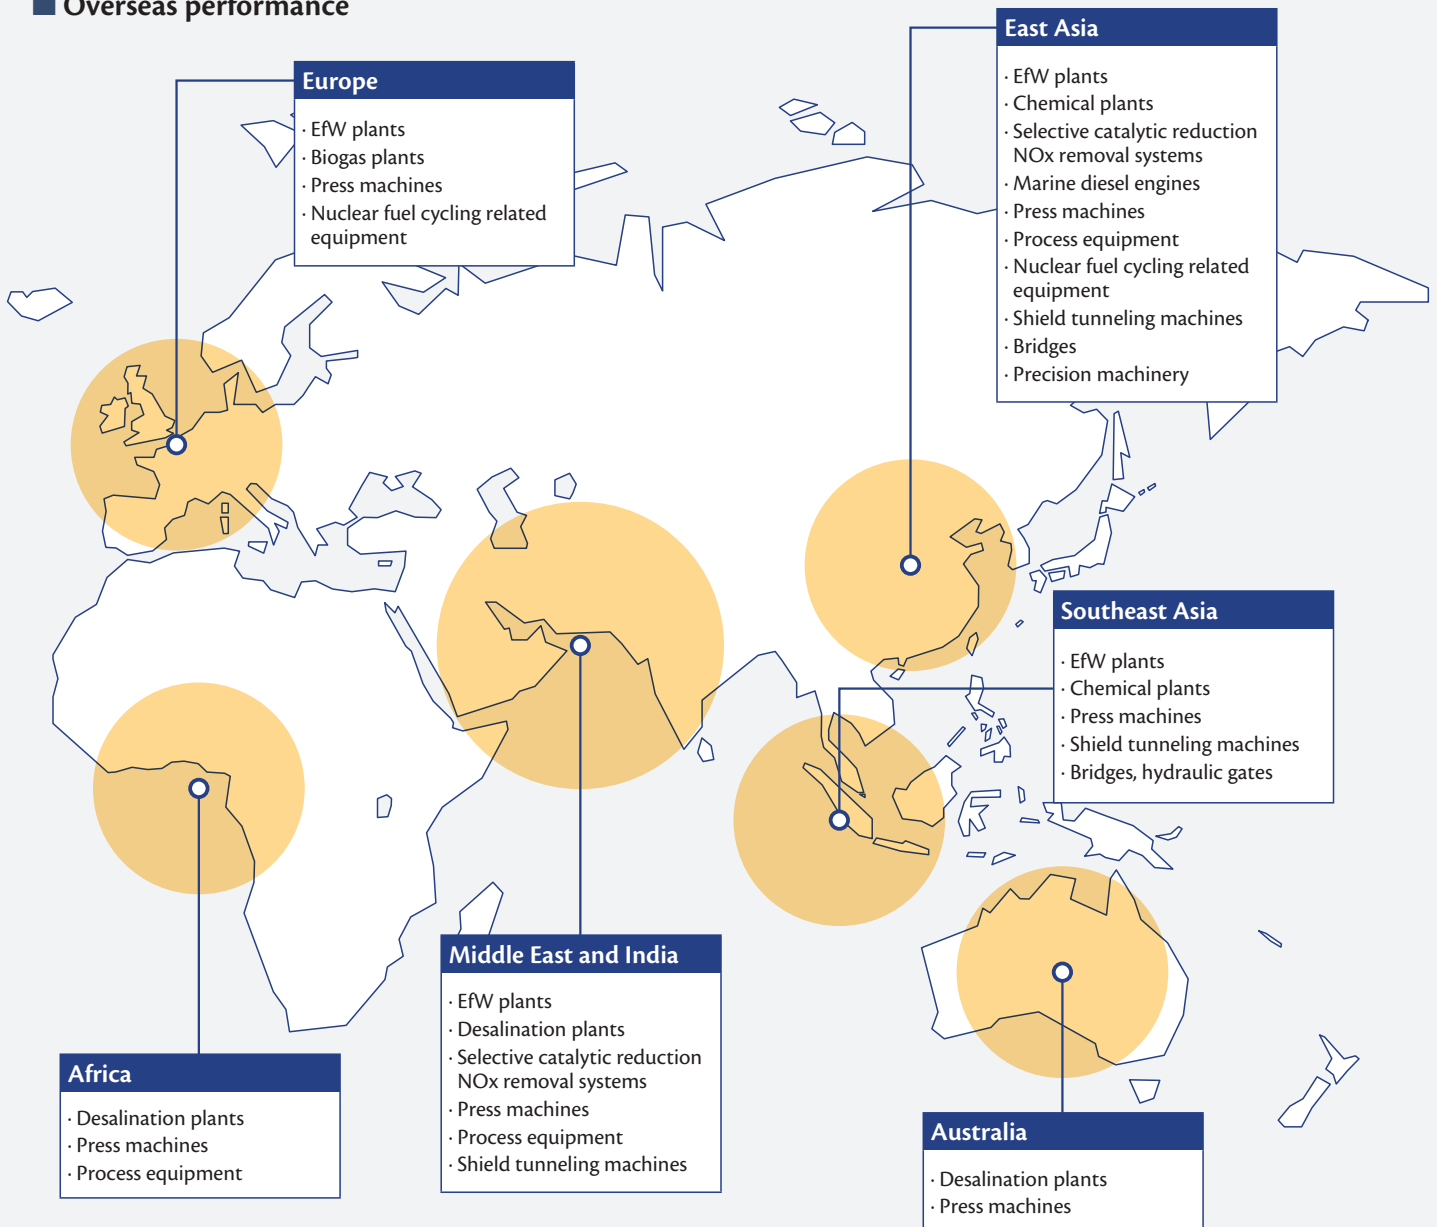 Overseas performance
Europe
· EfW plants
· Biogas plants
· Press machines
· Nuclear fuel cycling related
equipment
East Asia
· EfW plants
· Chemical plants
· Selective catalytic reduction
NOx removal systems
· Marine diesel engines
· Press machines
· Process equipment
· Nuclear fuel cycling related
equipment
· Shield tunneling machines
· Bridges
· Precision machinery
Southeast Asia
· EfW plants
· Chemical plants
· Press machines
· Shield tunneling machines
· Bridges, hydraulic gates
Middle East and India
· EfW plants
· Desalination plants
· Selective catalytic reduction
NOx removal systems
· Press machines
· Process equipment
· Shield tunneling machines
Africa
· Desalination plants
· Press machines
· Process equipment
Australia
· Desalination plants
· Press machines